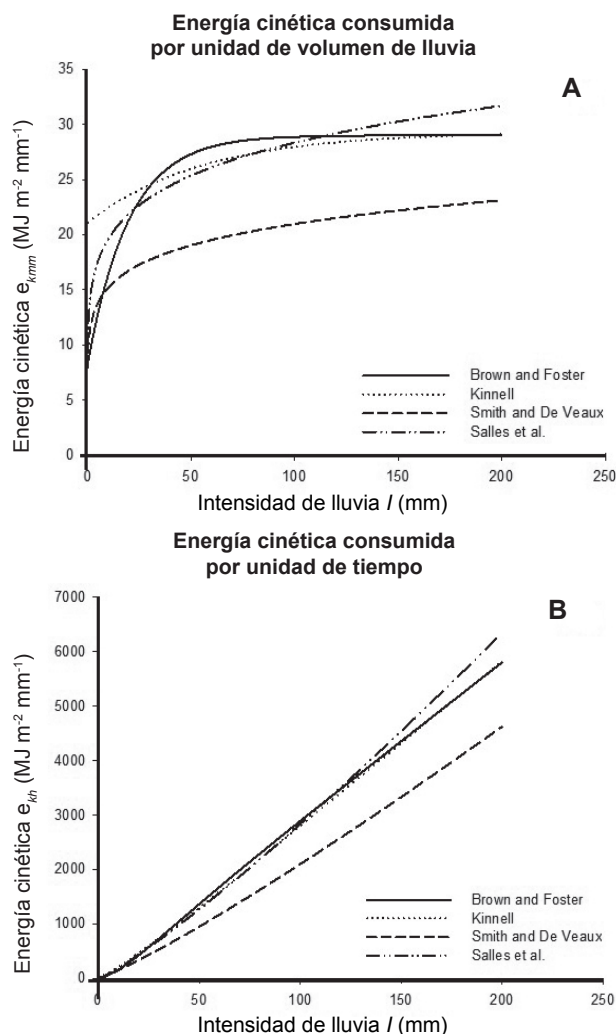 Energía cinética consumida
por unidad de volumen de lluvia
A
Energía cinética e_kmm (MJ m⁻² mm⁻¹)
35
30
25
20
15
10
5
0
Brown and Foster
Kinnell
Smith and De Veaux
Salles et al.
0 50 100 150 200 250
Intensidad de lluvia I (mm)
Energía cinética consumida
por unidad de tiempo
B
Energía cinética e_kh (MJ m⁻² mm⁻¹)
7000
6000
5000
4000
3000
2000
1000
0
Brown and Foster
Kinnell
Smith and De Veaux
Salles et al.
0 50 100 150 200 250
Intensidad de lluvia I (mm)